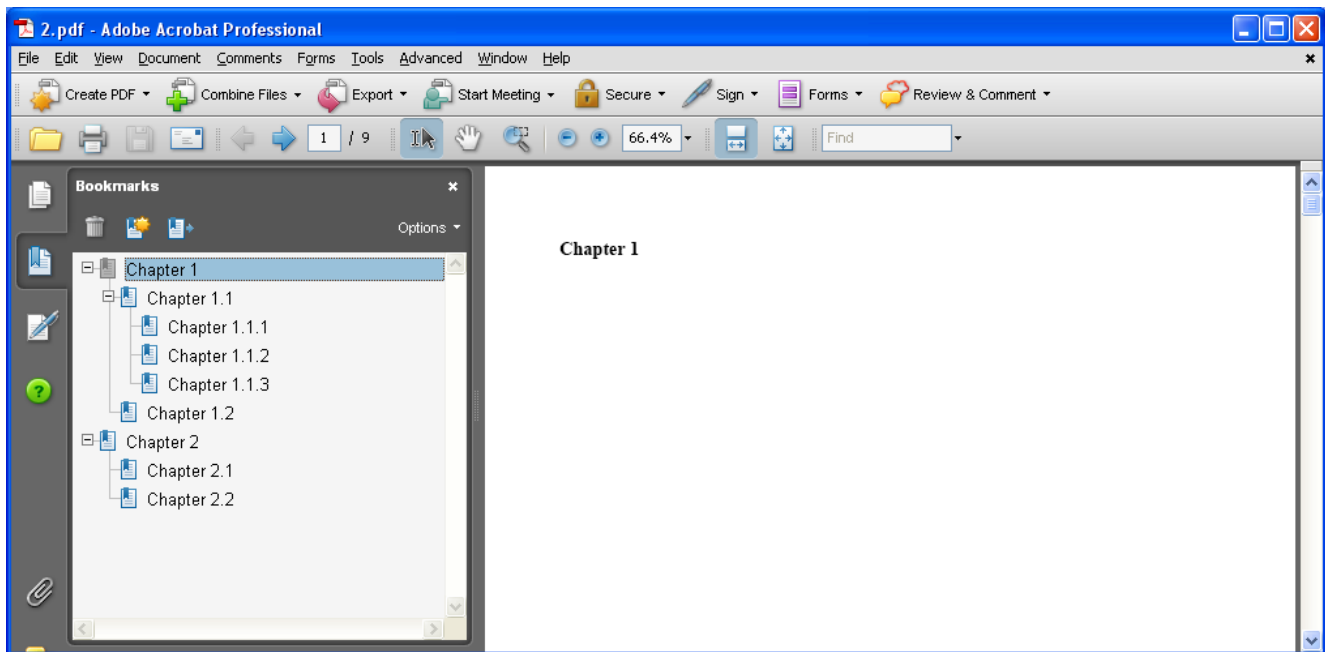 2.pdf - Adobe Acrobat Professional
File Edit View Document Comments Forms Tools Advanced Window Help
Create PDF Combine Files Export Start Meeting Secure Sign Forms Review & Comment
1 / 9 66.4% Find
Bookmarks
Options
Chapter 1
Chapter 1.1
Chapter 1.1.1
Chapter 1.1.2
Chapter 1.1.3
Chapter 1.2
Chapter 2
Chapter 2.1
Chapter 2.2
Chapter 1